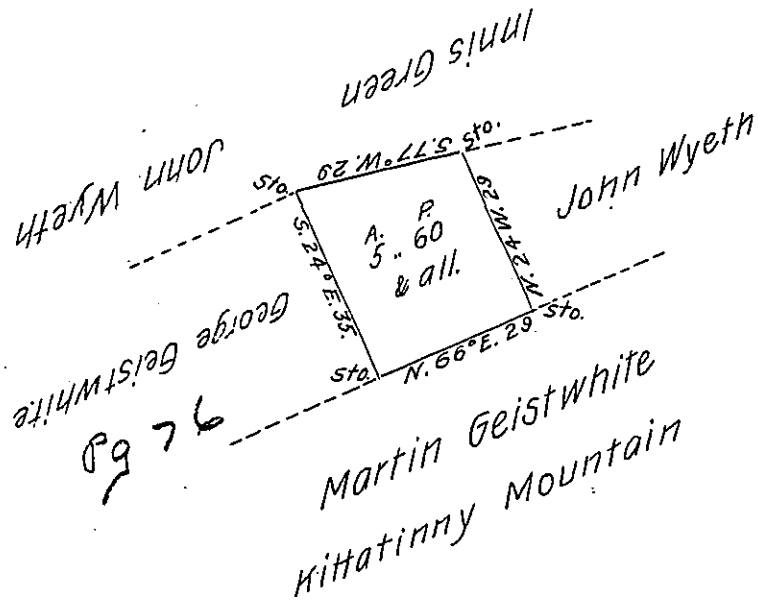 Innis Green
John Wyeth
Sto.
S. 77° W. 29
Sto.
John Wyeth
A. P.
5 .. 60
& all.
S. 24° E. 35.
N. 24 W. 29
George Geistwhite
Sto.
N. 66° E. 29
Sto.
Pg 76
Martin Geistwhite
Kittatinny Mountain